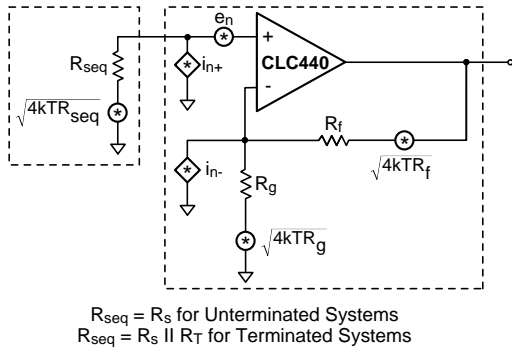 e_n
R_seq
i_n+
+
CLC440
-
√4kTR_seq
R_f
i_n-
R_g
√4kTR_f
√4kTR_g
R_seq = R_s for Unterminated Systems
R_seq = R_s II R_T for Terminated Systems